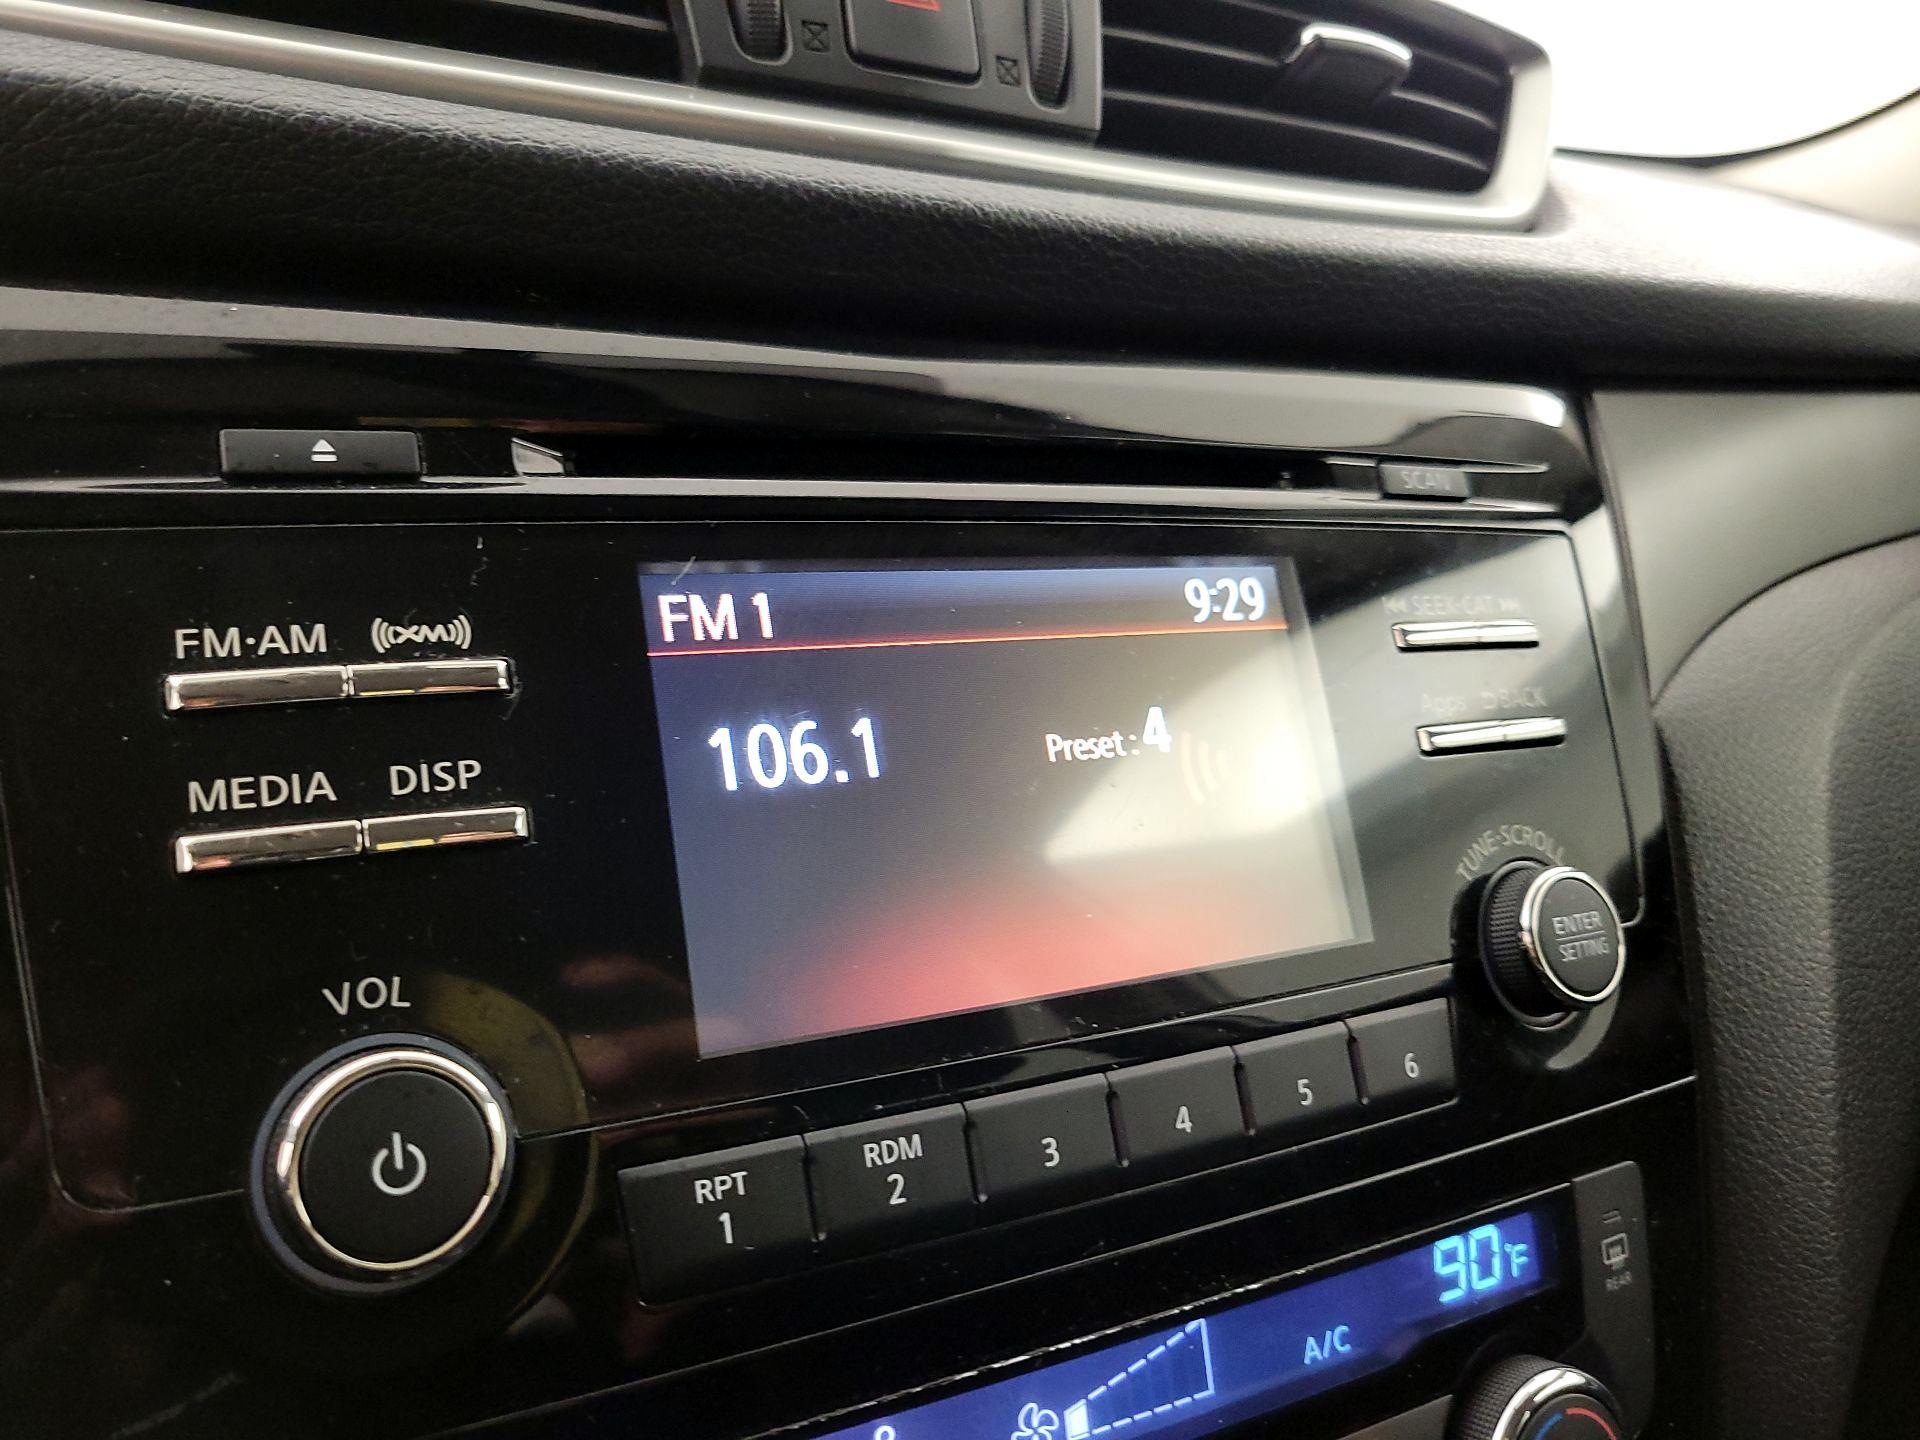 SCAN
FM 1 9:29
106.1 Preset : 4
FM·AM XM
MEDIA DISP
SEEK·CAT
Apps BACK
TUNE·SCROLL
ENTER
SETTING
VOL
RPT
1
RDM
2
3
4
5
6
90°F
A/C
REAR